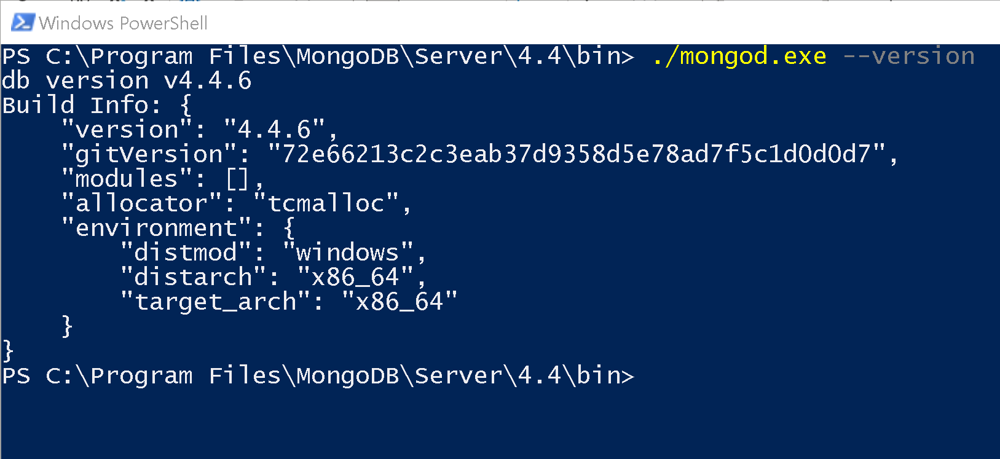 Windows PowerShell
PS C:\Program Files\MongoDB\Server\4.4\bin> ./mongod.exe --version
db version v4.4.6
Build Info: {
    "version": "4.4.6",
    "gitVersion": "72e66213c2c3eab37d9358d5e78ad7f5c1d0d0d7",
    "modules": [],
    "allocator": "tcmalloc",
    "environment": {
        "distmod": "windows",
        "distarch": "x86_64",
        "target_arch": "x86_64"
    }
}
PS C:\Program Files\MongoDB\Server\4.4\bin>